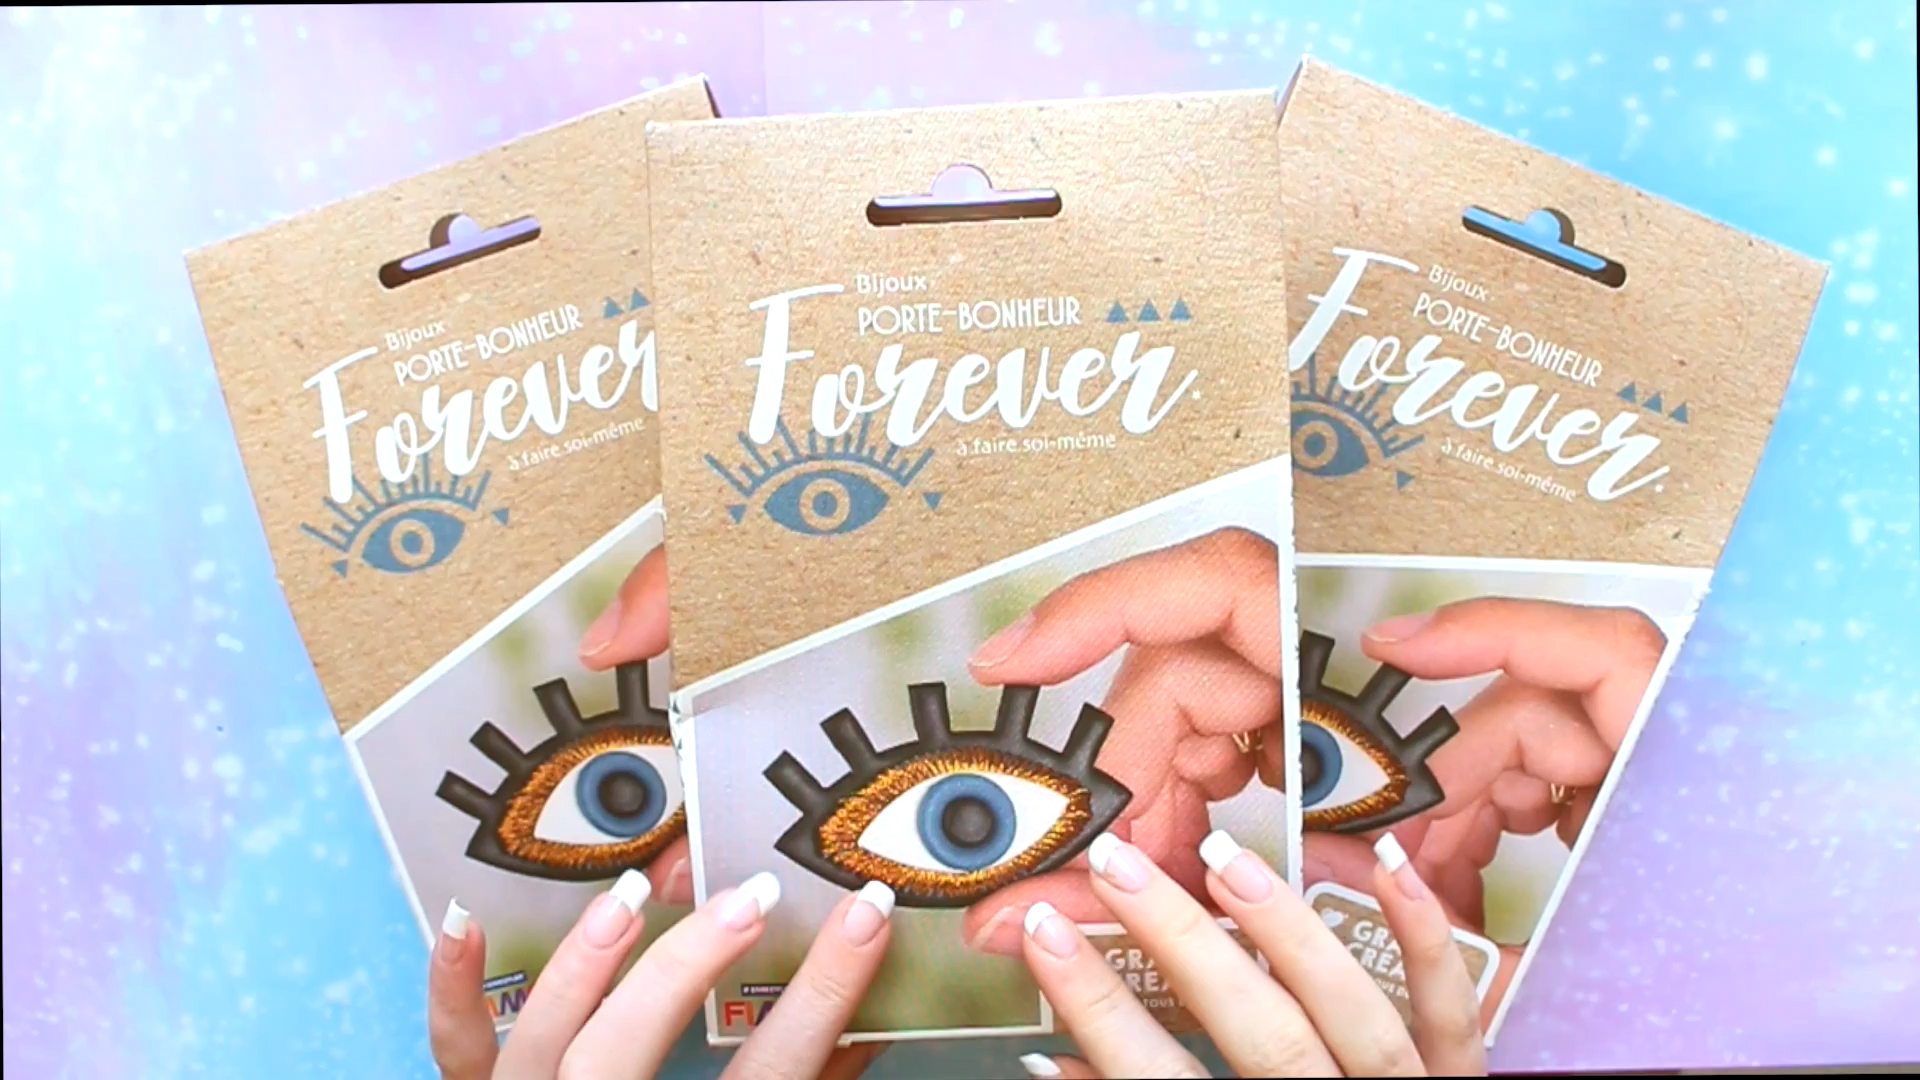 Bijoux
PORTE-BONHEUR
Forever
à faire soi-même
Bijoux
PORTE-BONHEUR
Forever.
à faire soi-même
Bijoux
PORTE-BONHEUR
Forever.
à faire soi-même